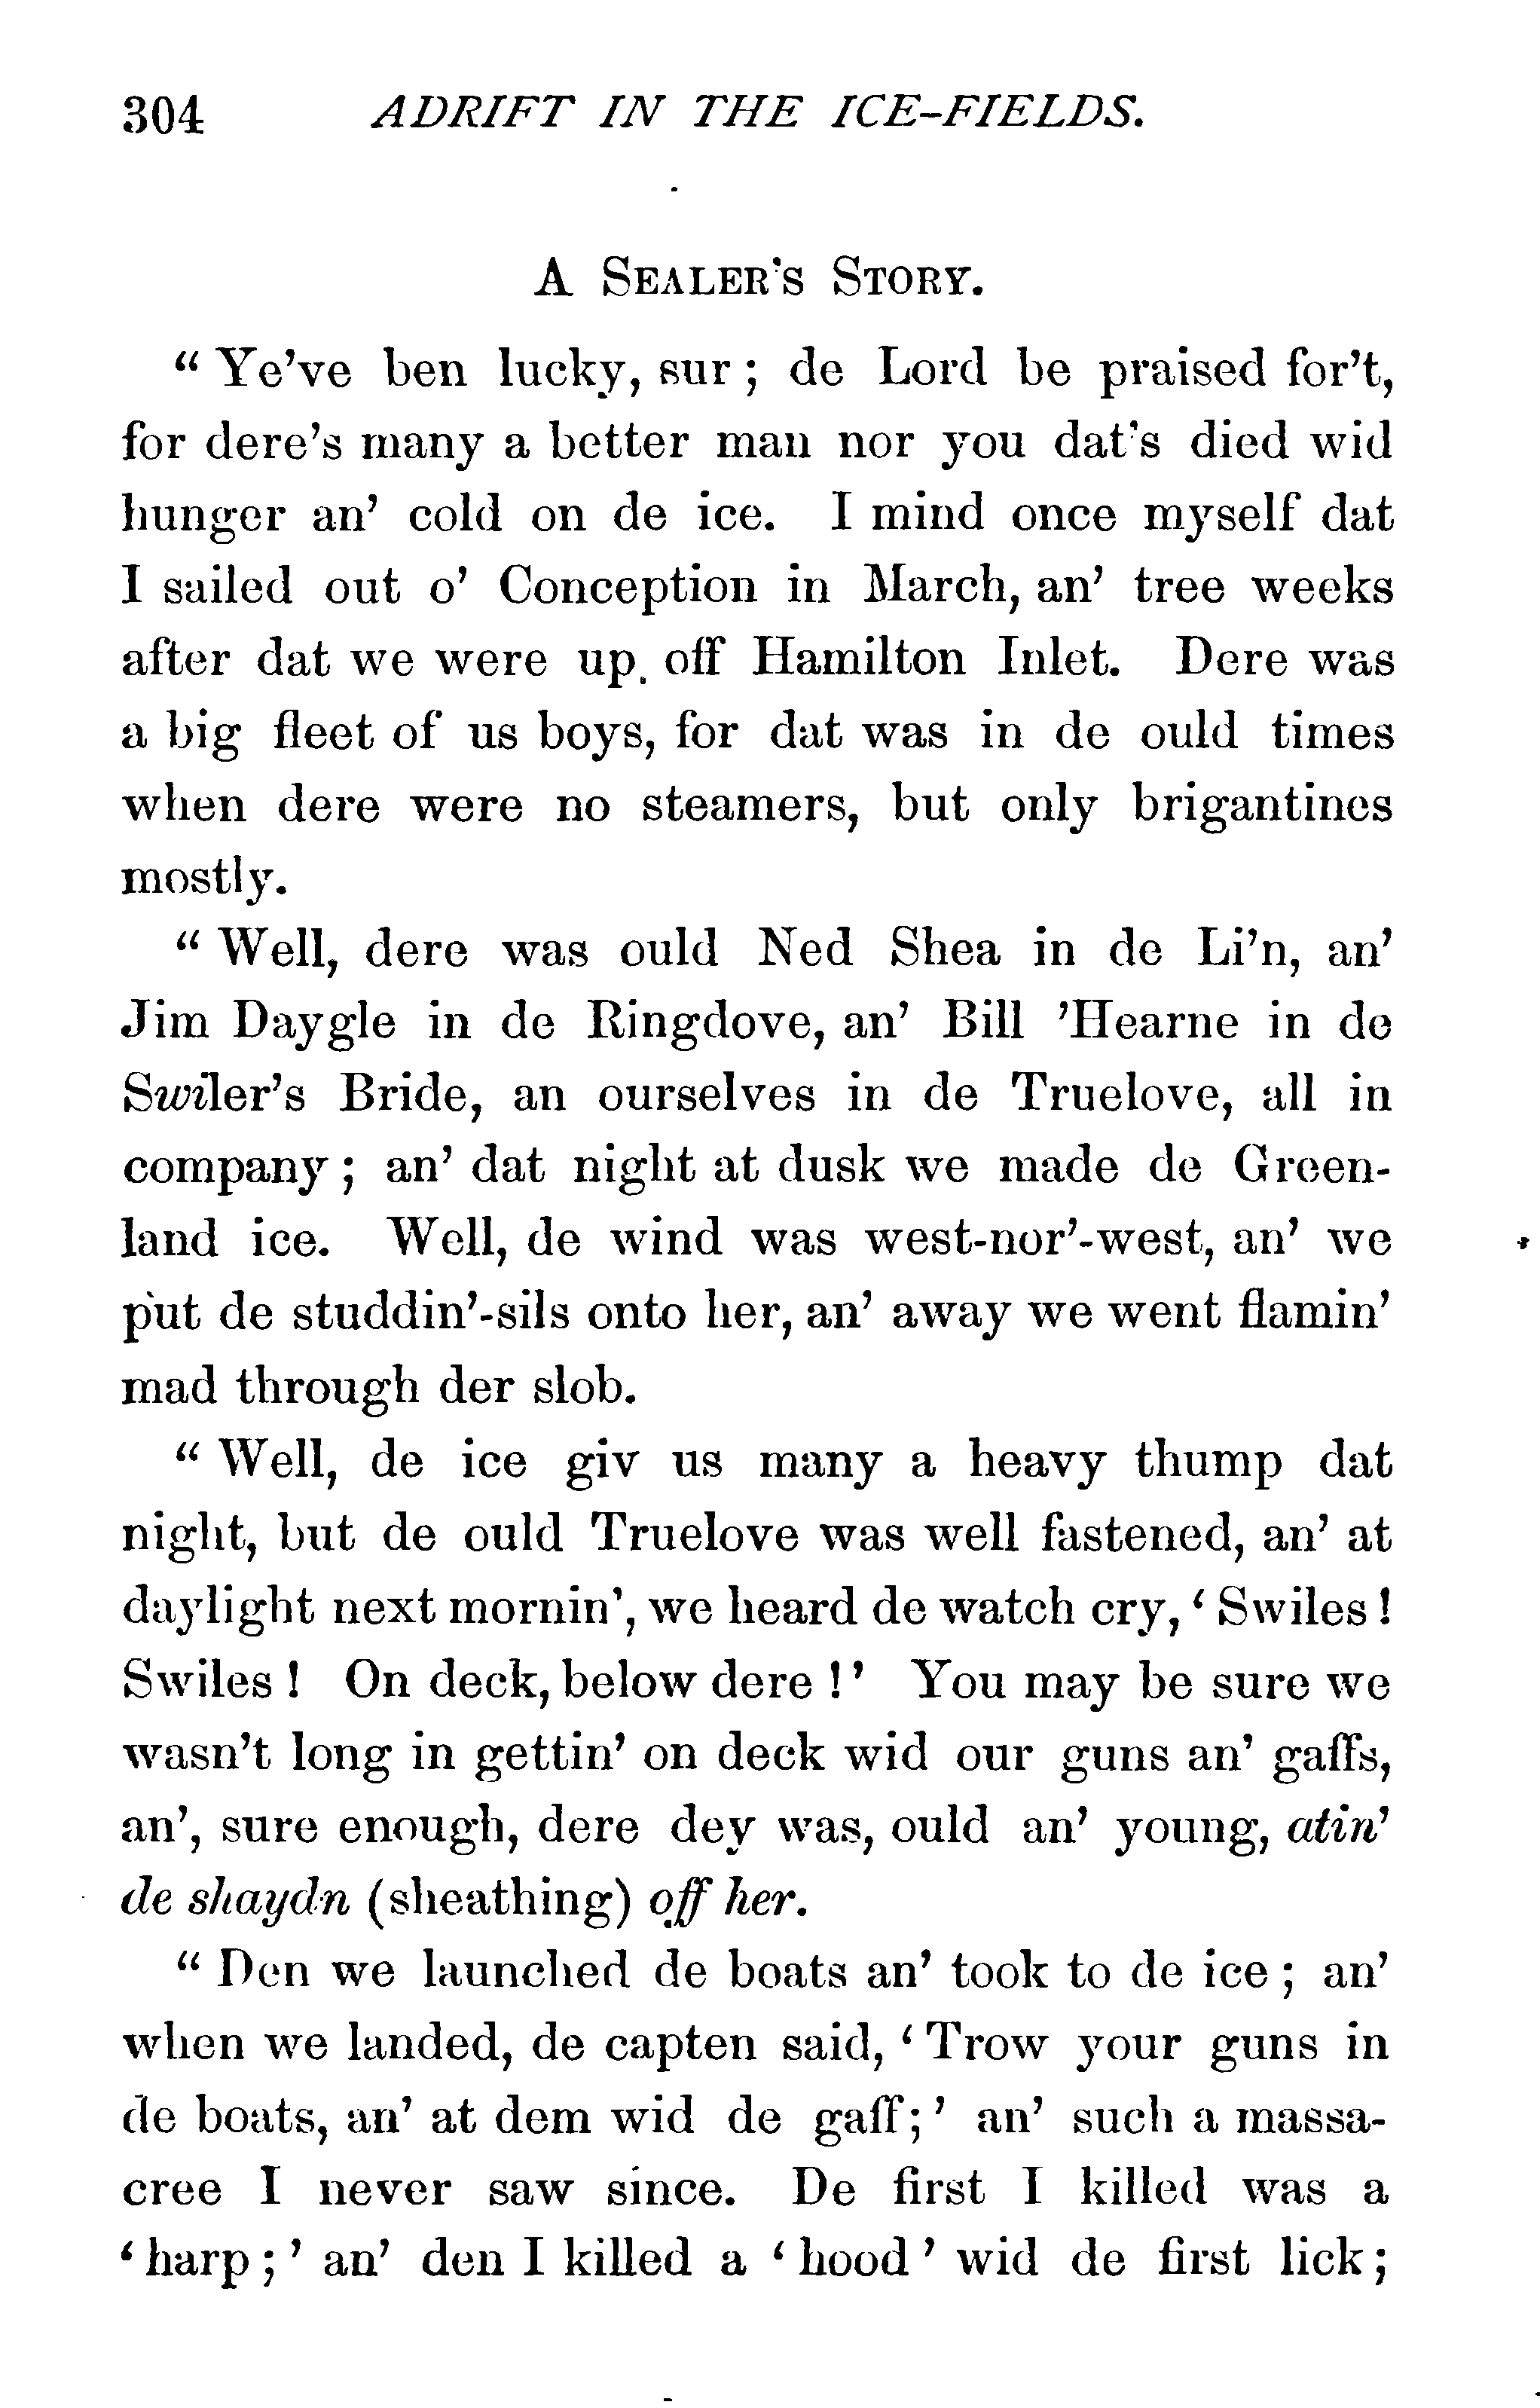 304 ADRIFT IN THE ICE-FIELDS.
A SEALER'S STORY.
“ Ye've ben lucky, sur ; de Lord be praised for't,
for dere's many a better man nor you dat's died wid
hunger an' cold on de ice. I mind once myself dat
I sailed out o' Conception in March, an' tree weeks
after dat we were up. off Hamilton Inlet. Dere was
a big fleet of us boys, for dat was in de ould times
when dere were no steamers, but only brigantines
mostly.
“ Well, dere was ould Ned Shea in de Li'n, an'
Jim Daygle in de Ringdove, an' Bill 'Hearne in de
Swiler's Bride, an ourselves in de Truelove, all in
company ; an' dat night at dusk we made de Green-
land ice. Well, de wind was west-nor'-west, an' we
put de studdin'-sils onto her, an' away we went flamin'
mad through der slob.
“ Well, de ice giv us many a heavy thump dat
night, but de ould Truelove was well fastened, an' at
daylight next mornin', we heard de watch cry, ‘ Swiles !
Swiles ! On deck, below dere ! ’ You may be sure we
wasn't long in gettin' on deck wid our guns an' gaffs,
an', sure enough, dere dey was, ould an' young, atin'
de shaydn (sheathing) off her.
“ Den we launched de boats an' took to de ice ; an'
when we landed, de capten said, ‘ Trow your guns in
de boats, an' at dem wid de gaff ; ’ an' such a massa-
cree I never saw since. De first I killed was a
‘ harp ; ’ an' den I killed a ‘ hood ’ wid de first lick ;